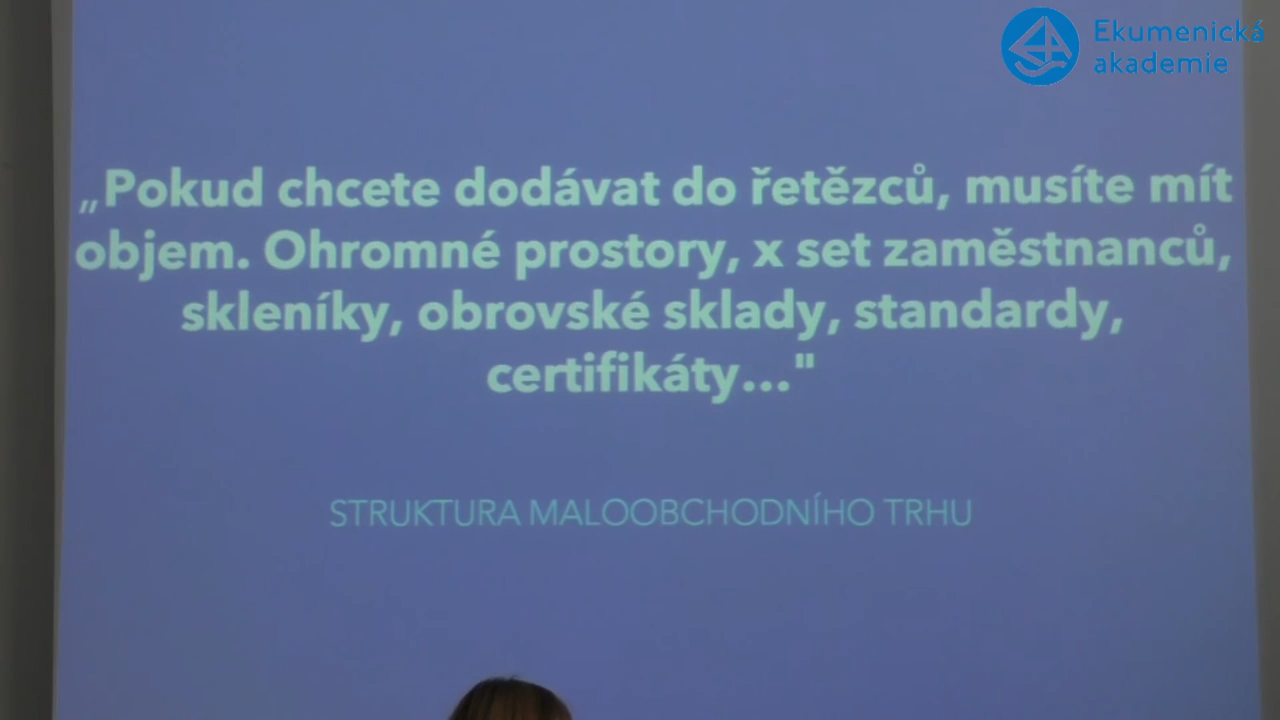 Ekumenická
akademie
„Pokud chcete dodávat do řetězců, musíte mít
objem. Ohromné prostory, x set zaměstnanců,
skleníky, obrovské sklady, standardy,
certifikáty..."
STRUKTURA MALOOBCHODNÍHO TRHU